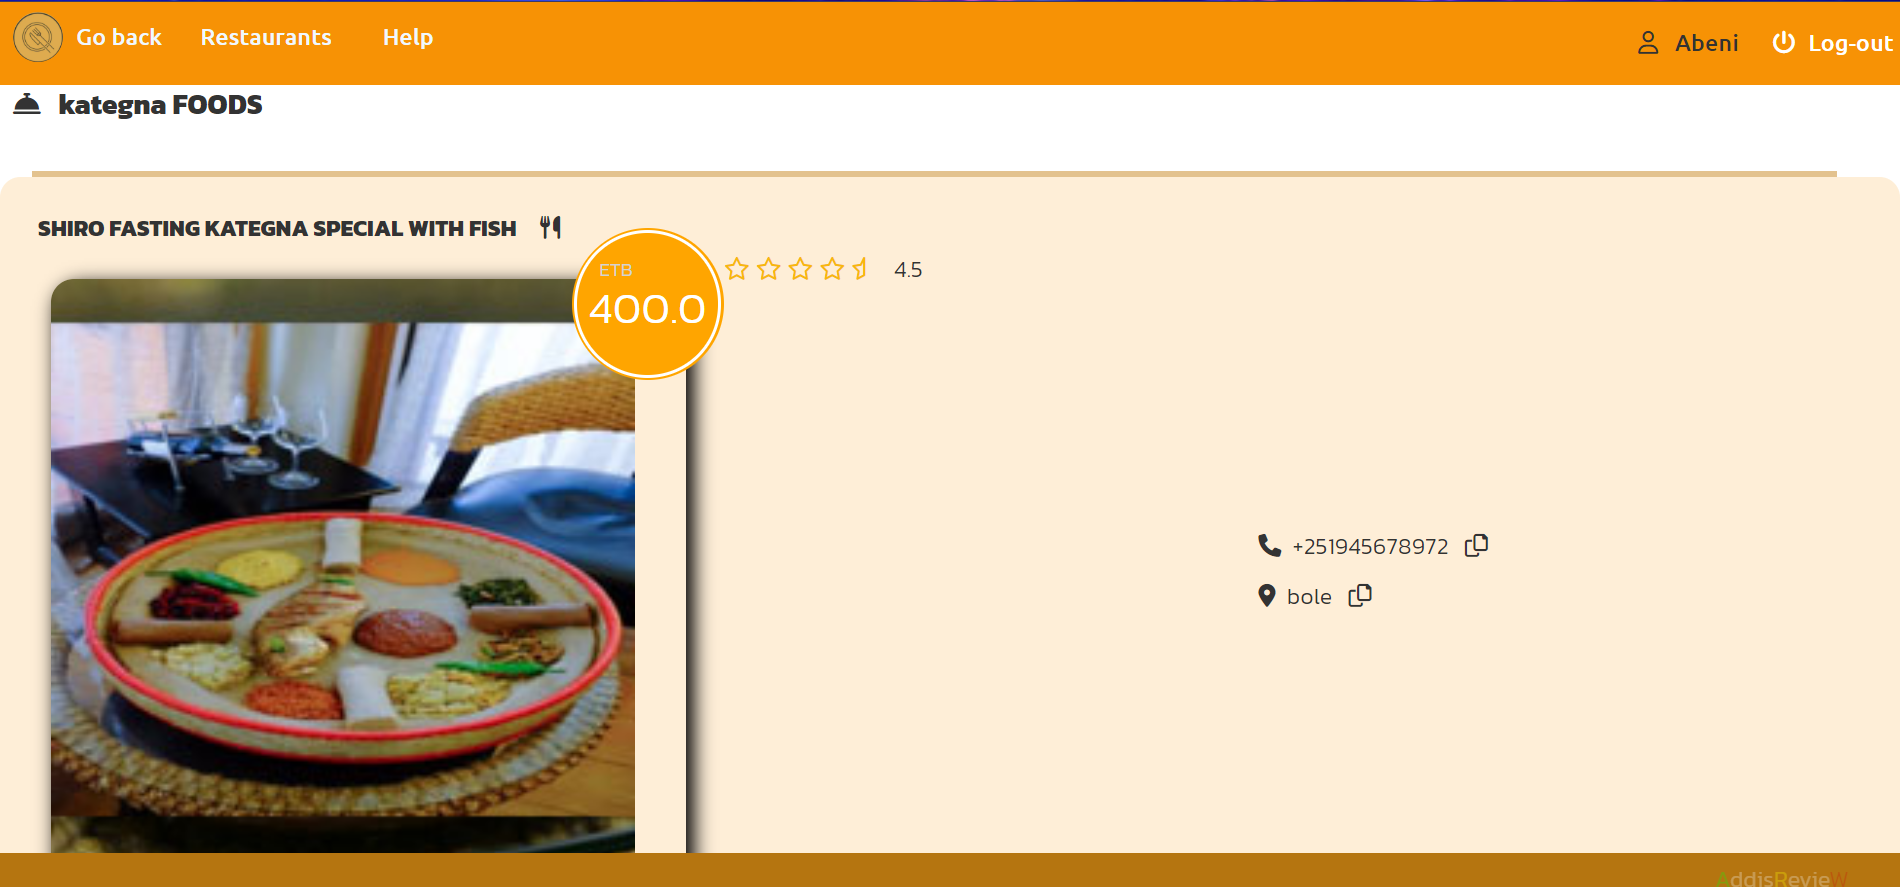 Go back Restaurants Help Abeni Log-out
kategna FOODS
SHIRO FASTING KATEGNA SPECIAL WITH FISH
ETB
400.0
4.5
+251945678972
bole
AddisRevieW